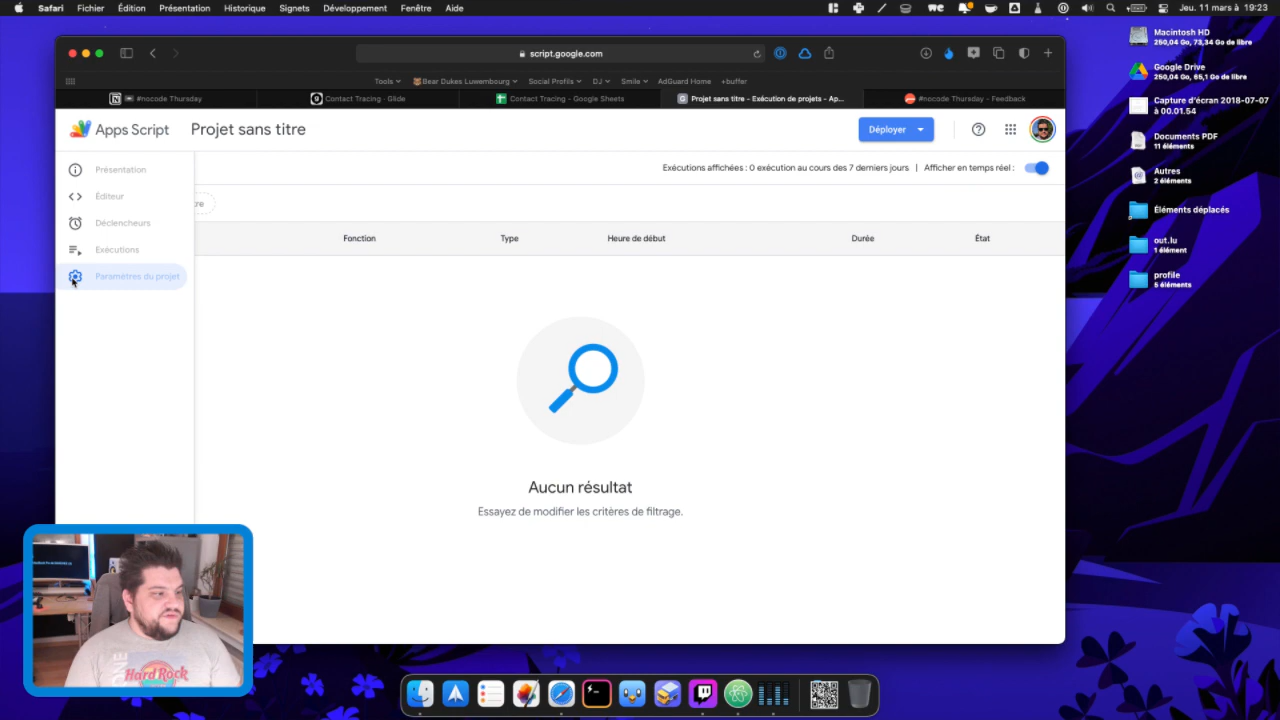 Safari Fichier Édition Présentation Historique Signets Développement Fenêtre Aide
Jeu. 11 mars à 19:23
script.google.com
Tools
Bear Dukes Luxembourg
Social Profils
DJ
Smile
AdGuard Home
+buffer
#nocode Thursday
Contact Tracing · Glide
Contact Tracing - Google Sheets
Projet sans titre - Exécution de projets - Ap...
#nocode Thursday - Feedback
Apps Script
Projet sans titre
Déployer
Présentation
Éditeur
Déclencheurs
Exécutions
Paramètres du projet
Exécutions affichées : 0 exécution au cours des 7 derniers jours | Afficher en temps réel :
re
Fonction Type Heure de début Durée État
Aucun résultat
Essayez de modifier les critères de filtrage.
Macintosh HD
250,04 Go, 73,34 Go de libre
Google Drive
250,04 Go, 65,1 Go de libre
Capture d'écran 2018-07-07
à 00.01.54
Documents PDF
11 éléments
Autres
2 éléments
Éléments déplacés
out.lu
1 élément
profile
5 éléments
Hard Rock